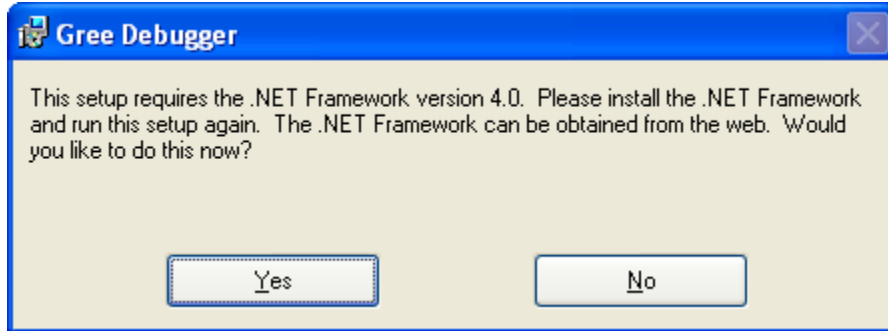 Gree Debugger
This setup requires the .NET Framework version 4.0.  Please install the .NET Framework
and run this setup again.  The .NET Framework can be obtained from the web.  Would
you like to do this now?
Yes
No